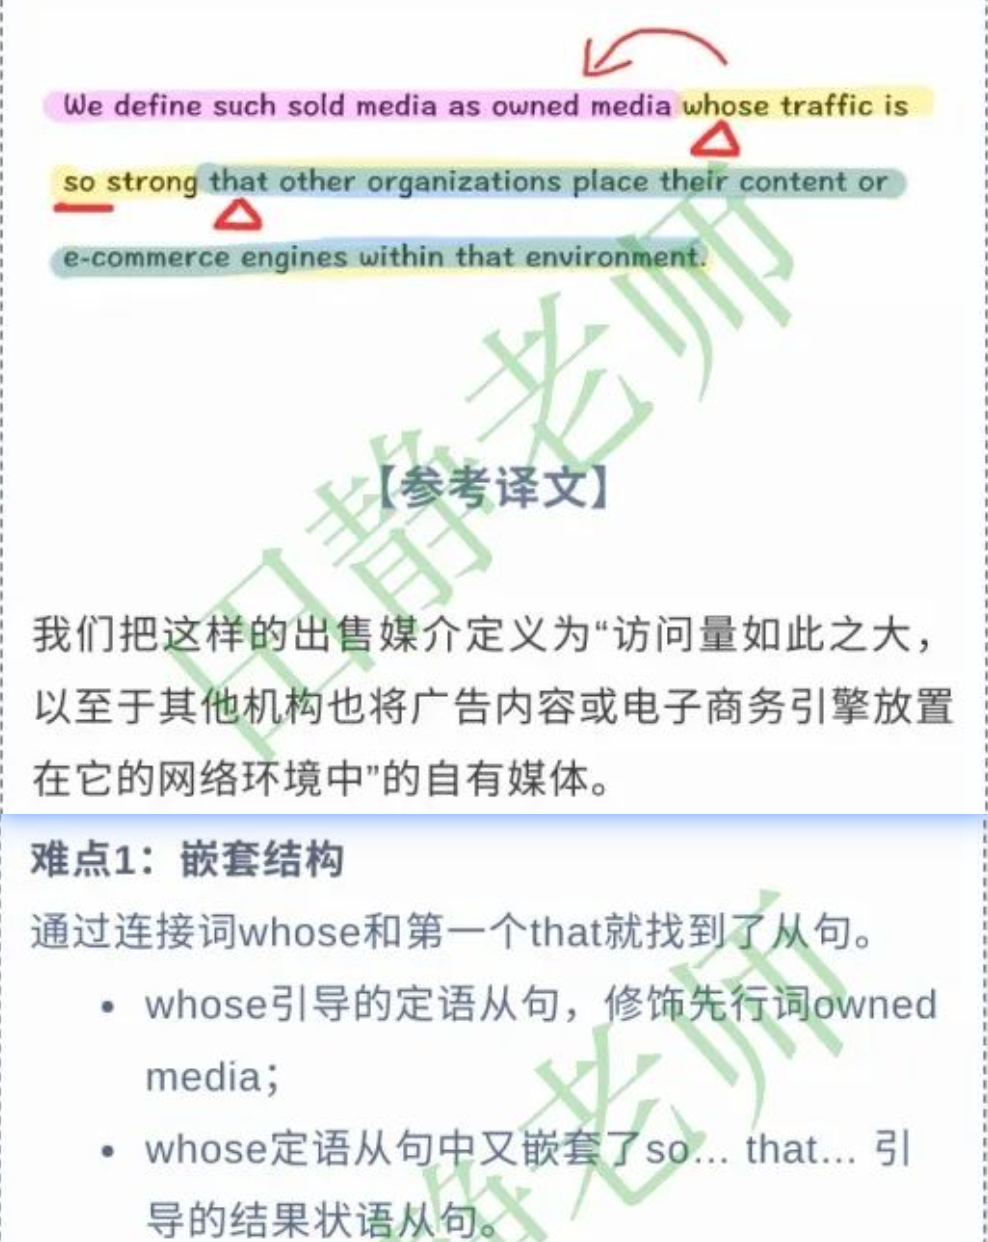 We define such sold media as owned media whose traffic is
so strong that other organizations place their content or
e-commerce engines within that environment.
【参考译文】
我们把这样的出售媒介定义为“访问量如此之大，
以至于其他机构也将广告内容或电子商务引擎放置
在它的网络环境中”的自有媒体。
难点1：嵌套结构
通过连接词whose和第一个that就找到了从句。
• whose引导的定语从句，修饰先行词owned
media；
• whose定语从句中又嵌套了so… that… 引
导的结果状语从句。
田静老师
静老师